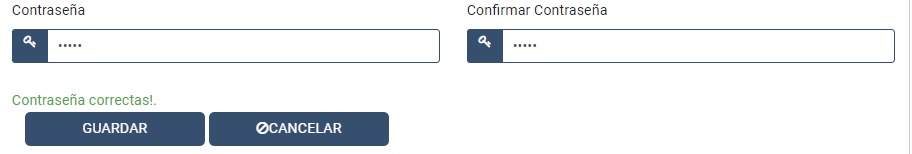 Contraseña Confirmar Contraseña
••••• •••••
Contraseña correctas!.
GUARDAR CANCELAR